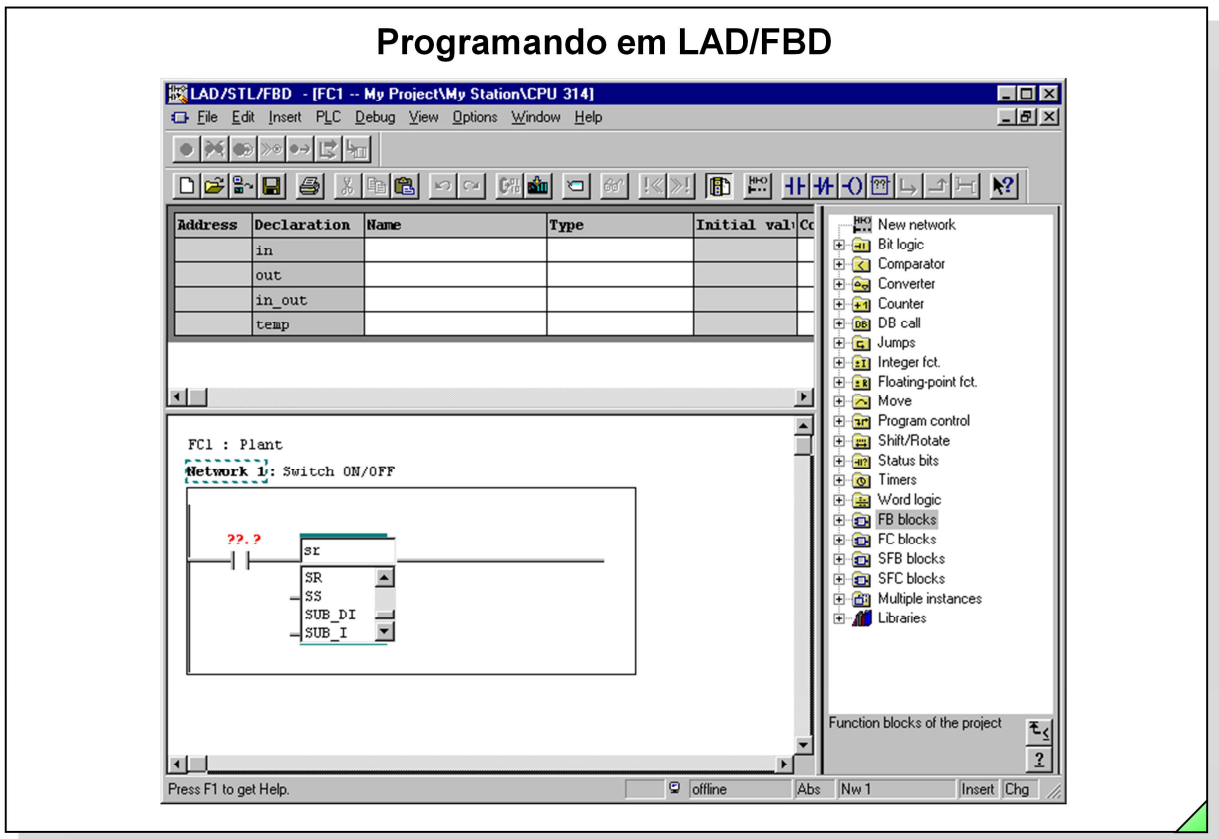 Programando em LAD/FBD
LAD/STL/FBD - [FC1 -- My Project\My Station\CPU 314]
File Edit Insert PLC Debug View Options Window Help
Address Declaration Name Type Initial val Co
in
out
in_out
temp
FC1 : Plant
Network 1: Switch ON/OFF
??.?
sr
SR
SS
SUB_DI
SUB_I
New network
Bit logic
Comparator
Converter
Counter
DB call
Jumps
Integer fct.
Floating-point fct.
Move
Program control
Shift/Rotate
Status bits
Timers
Word logic
FB blocks
FC blocks
SFB blocks
SFC blocks
Multiple instances
Libraries
Function blocks of the project
Press F1 to get Help. offline Abs Nw 1 Insert Chg